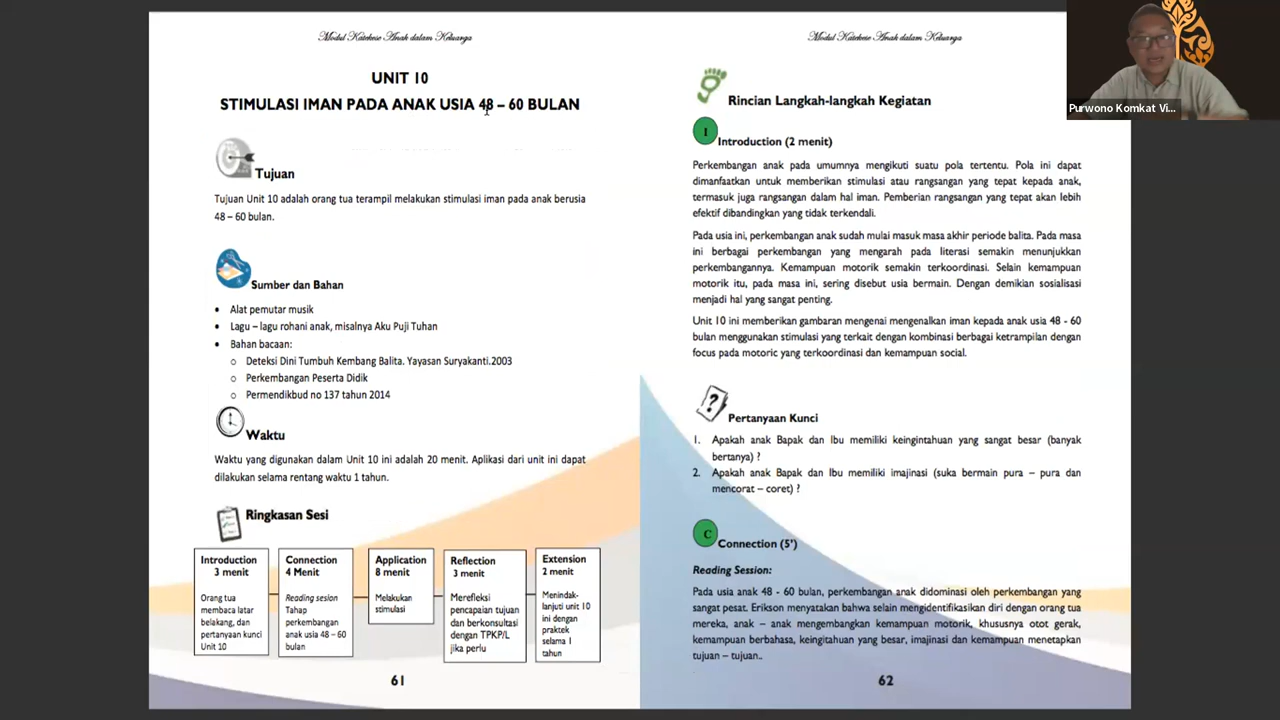 Modul Katekese Anak dalam Keluarga
UNIT 10
STIMULASI IMAN PADA ANAK USIA 48 – 60 BULAN
Tujuan
Tujuan Unit 10 adalah orang tua terampil melakukan stimulasi iman pada anak berusia
48 – 60 bulan.
Sumber dan Bahan
• Alat pemutar musik
• Lagu – lagu rohani anak, misalnya Aku Puji Tuhan
• Bahan bacaan:
o Deteksi Dini Tumbuh Kembang Balita. Yayasan Suryakanti.2003
o Perkembangan Peserta Didik
o Permendikbud no 137 tahun 2014
Waktu
Waktu yang digunakan dalam Unit 10 ini adalah 20 menit. Aplikasi dari unit ini dapat
dilakukan selama rentang waktu 1 tahun.
Ringkasan Sesi
Introduction
3 menit
Orang tua
membaca latar
belakang, dan
pertanyaan kunci
Unit 10
Connection
4 Menit
Reading sesion
Tahap
perkembangan
anak usia 48 – 60
bulan
Application
8 menit
Melakukan
stimulasi
Reflection
3 menit
Merefleksi
pencapaian tujuan
dan berkonsultasi
dengan TPKP/L
jika perlu
Extension
2 menit
Menindak-
lanjuti unit 10
ini dengan
praktek
selama 1
tahun
61
Modul Katekese Anak dalam Keluarga
Rincian Langkah-langkah Kegiatan
I
Introduction (2 menit)
Perkembangan anak pada umumnya mengikuti suatu pola tertentu. Pola ini dapat
dimanfaatkan untuk memberikan stimulasi atau rangsangan yang tepat kepada anak,
termasuk juga rangsangan dalam hal iman. Pemberian rangsangan yang tepat akan lebih
efektif dibandingkan yang tidak terkendali.
Pada usia ini, perkembangan anak sudah mulai masuk masa akhir periode balita. Pada masa
ini berbagai perkembangan yang mengarah pada literasi semakin menunjukkan
perkembangannya. Kemampuan motorik semakin terkoordinasi. Selain kemampuan
motorik itu, pada masa ini, sering disebut usia bermain. Dengan demikian sosialisasi
menjadi hal yang sangat penting.
Unit 10 ini memberikan gambaran mengenai mengenalkan iman kepada anak usia 48 - 60
bulan menggunakan stimulasi yang terkait dengan kombinasi berbagai ketrampilan dengan
focus pada motoric yang terkoordinasi dan kemampuan social.
?
Pertanyaan Kunci
1. Apakah anak Bapak dan Ibu memiliki keingintahuan yang sangat besar (banyak
bertanya) ?
2. Apakah anak Bapak dan Ibu memiliki imajinasi (suka bermain pura – pura dan
mencorat – coret) ?
C
Connection (5')
Reading Session:
Pada usia anak 48 - 60 bulan, perkembangan anak didominasi oleh perkembangan yang
sangat pesat. Erikson menyatakan bahwa selain mengidentifikasikan diri dengan orang tua
mereka, anak – anak mengembangkan kemampuan motorik, khususnya otot gerak,
kemampuan berbahasa, keingitahuan yang besar, imajinasi dan kemampuan menetapkan
tujuan – tujuan..
62
Purwono Komkat Vi...